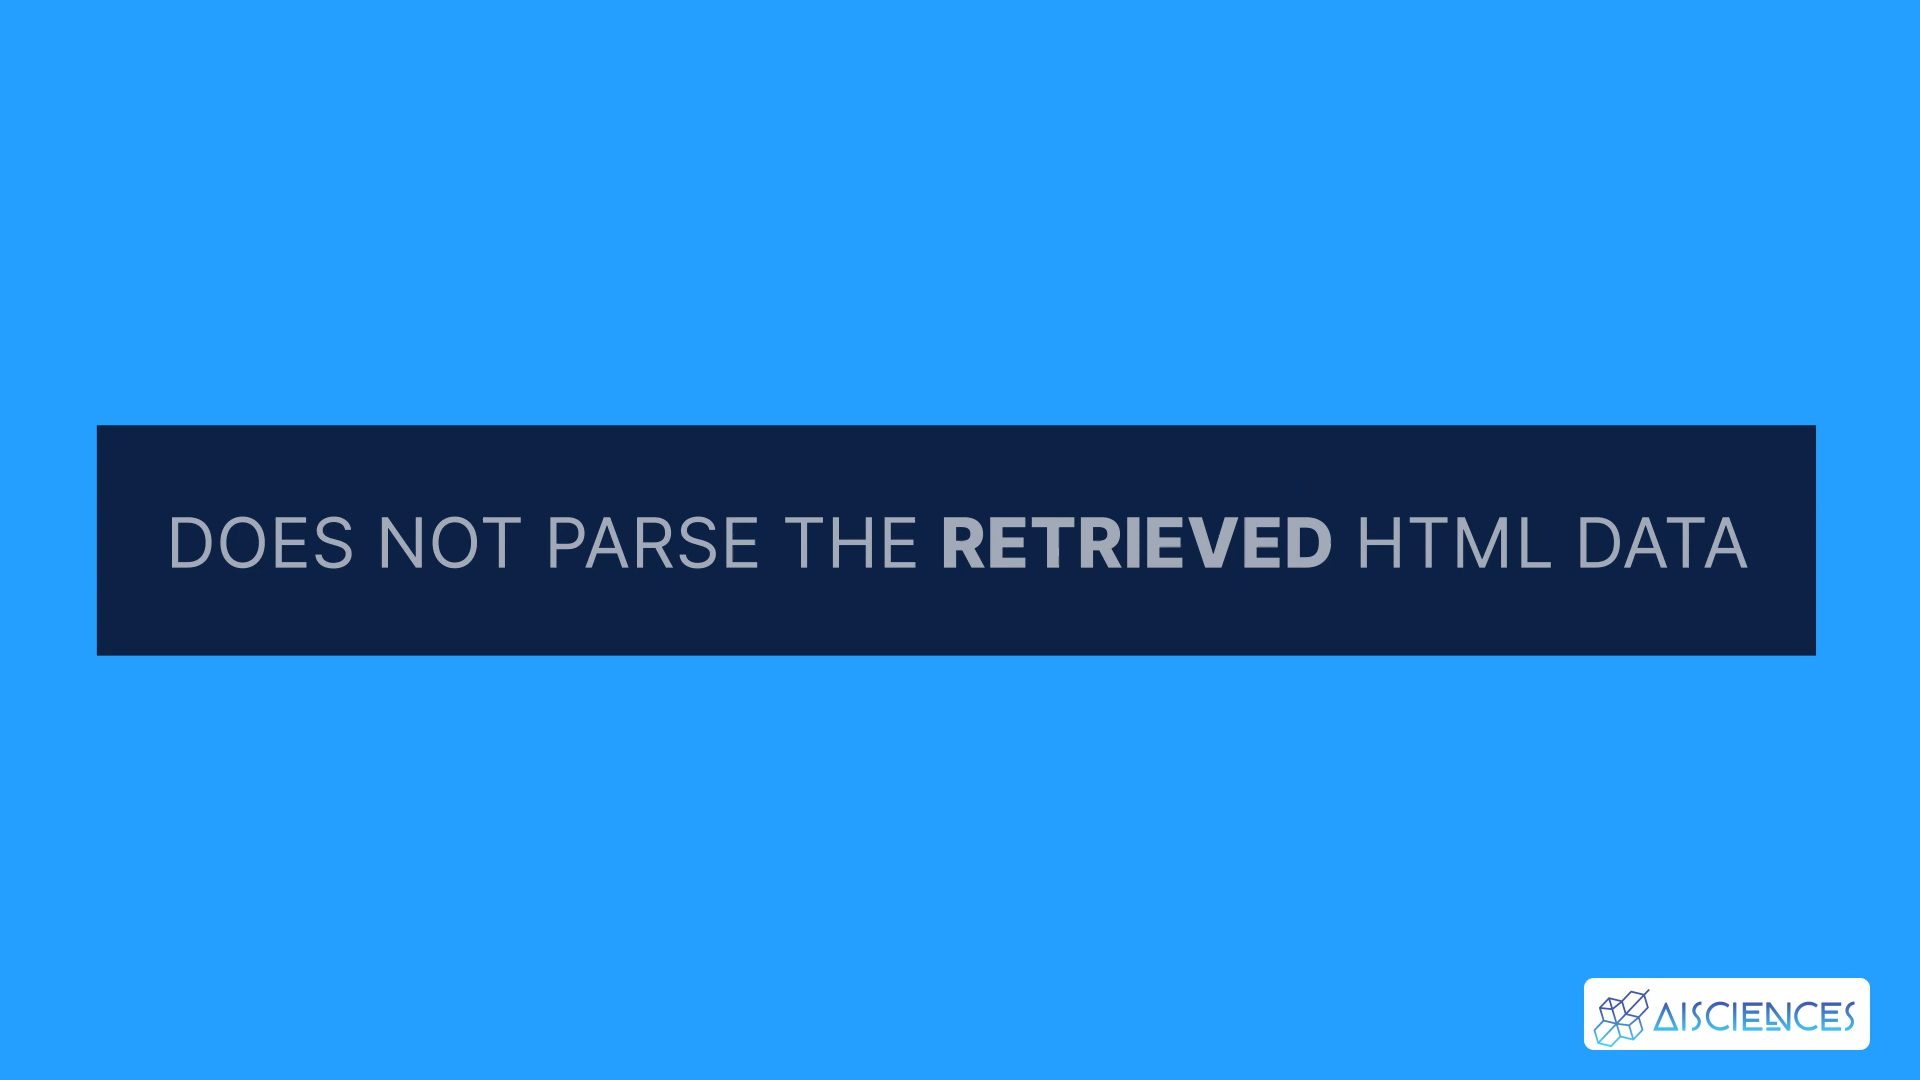 DOES NOT PARSE THE RETRIEVED HTML DATA
AISCIENCES